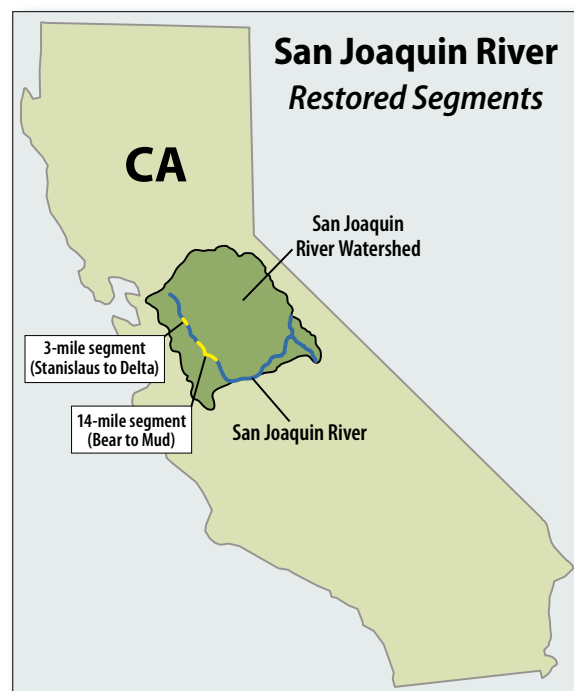 San Joaquin River
Restored Segments
CA
San Joaquin
River Watershed
3-mile segment
(Stanislaus to Delta)
14-mile segment
(Bear to Mud)
San Joaquin River